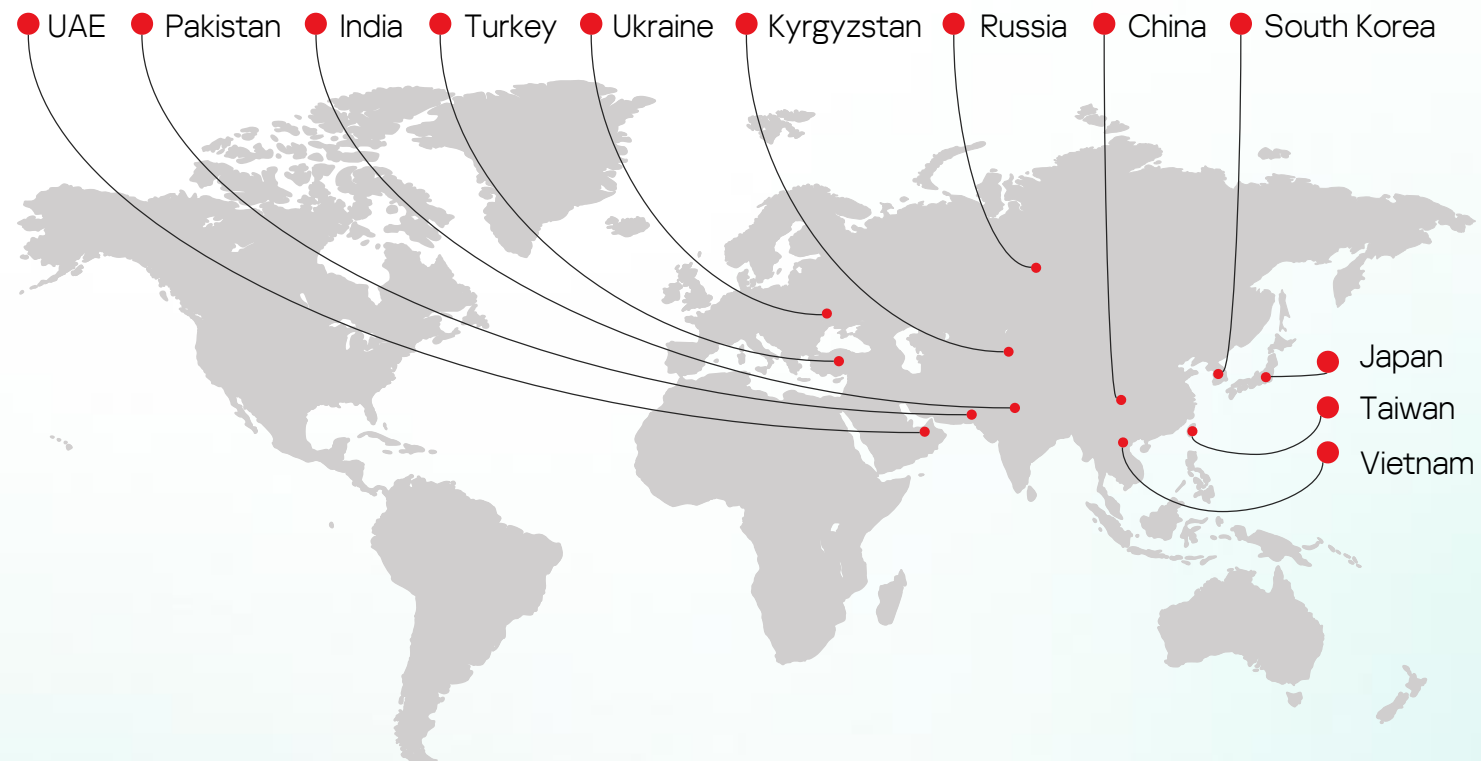 UAE
Pakistan
India
Turkey
Ukraine
Kyrgyzstan
Russia
China
South Korea
Japan
Taiwan
Vietnam